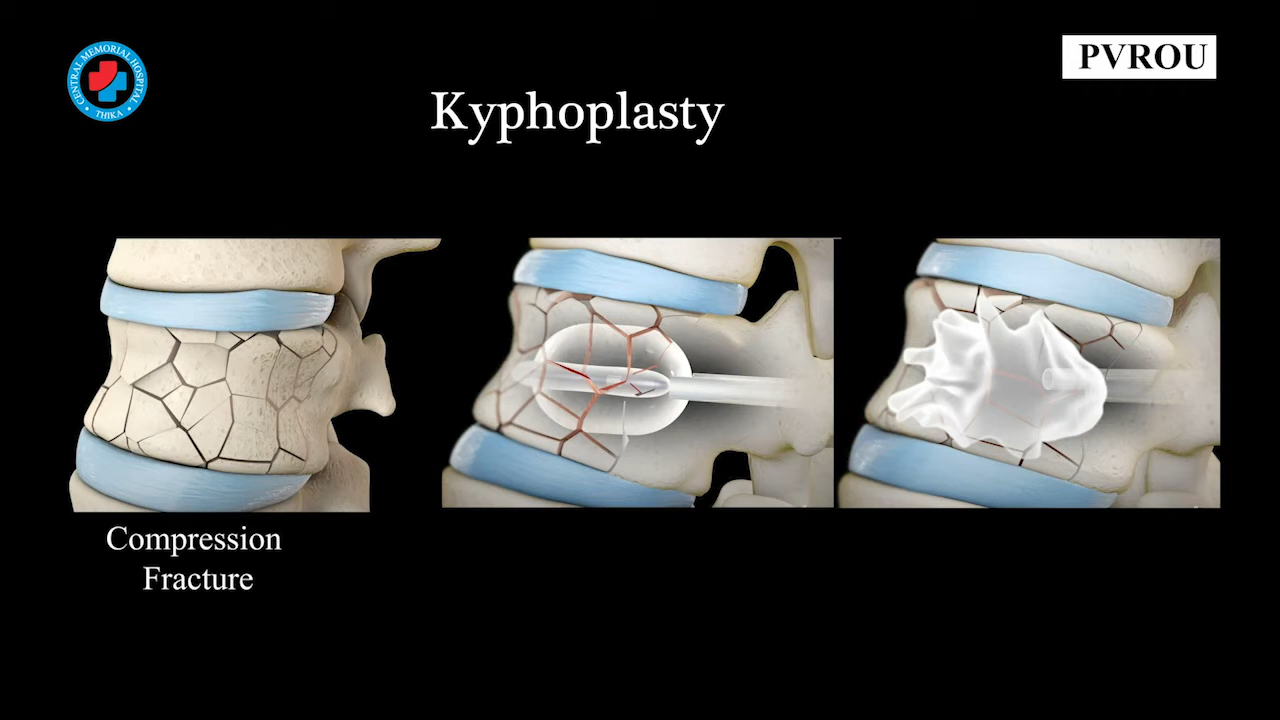 CENTRAL MEMORIAL HOSPITAL
• THIKA •
PVROU
Kyphoplasty
Compression
Fracture